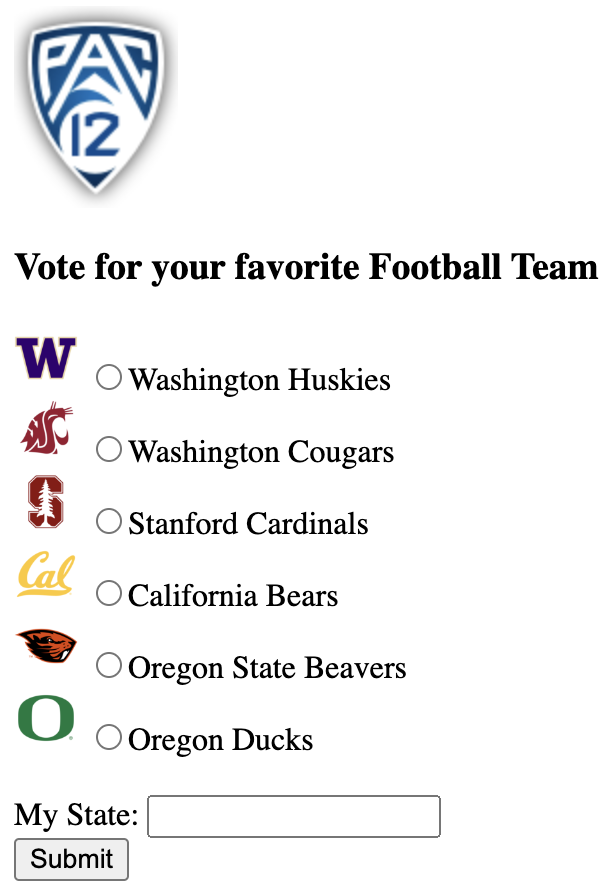 PAC
12
Vote for your favorite Football Team
W
Washington Huskies
WSC
Washington Cougars
S
Stanford Cardinals
Cal
California Bears
Oregon State Beavers
O
Oregon Ducks
My State:
Submit